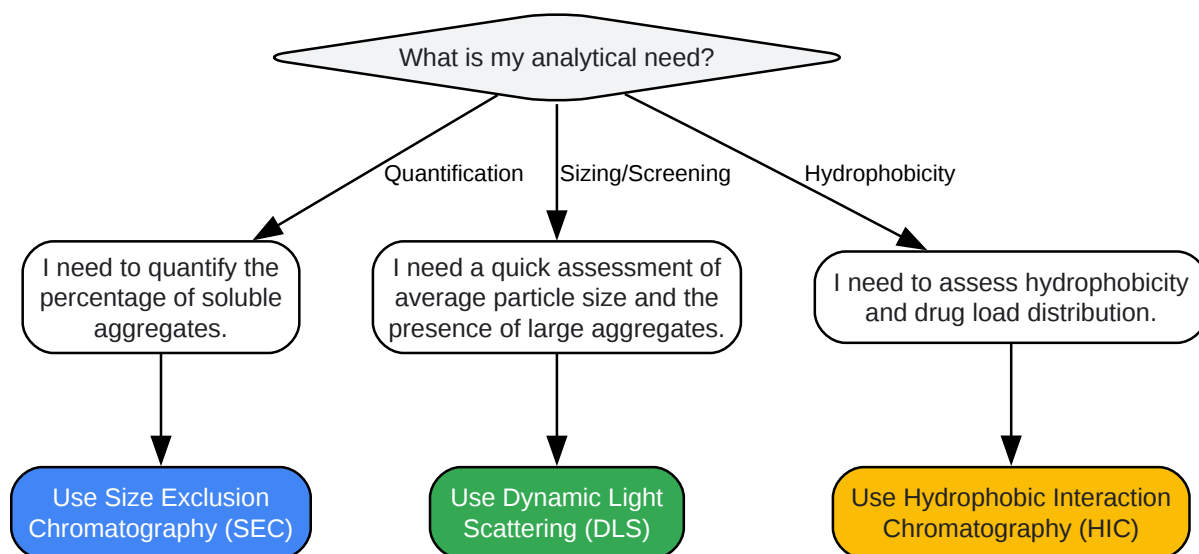 What is my analytical need?
Quantification
Sizing/Screening
Hydrophobicity
I need to quantify the
percentage of soluble
aggregates.
I need a quick assessment of
average particle size and the
presence of large aggregates.
I need to assess hydrophobicity
and drug load distribution.
Use Size Exclusion
Chromatography (SEC)
Use Dynamic Light
Scattering (DLS)
Use Hydrophobic Interaction
Chromatography (HIC)